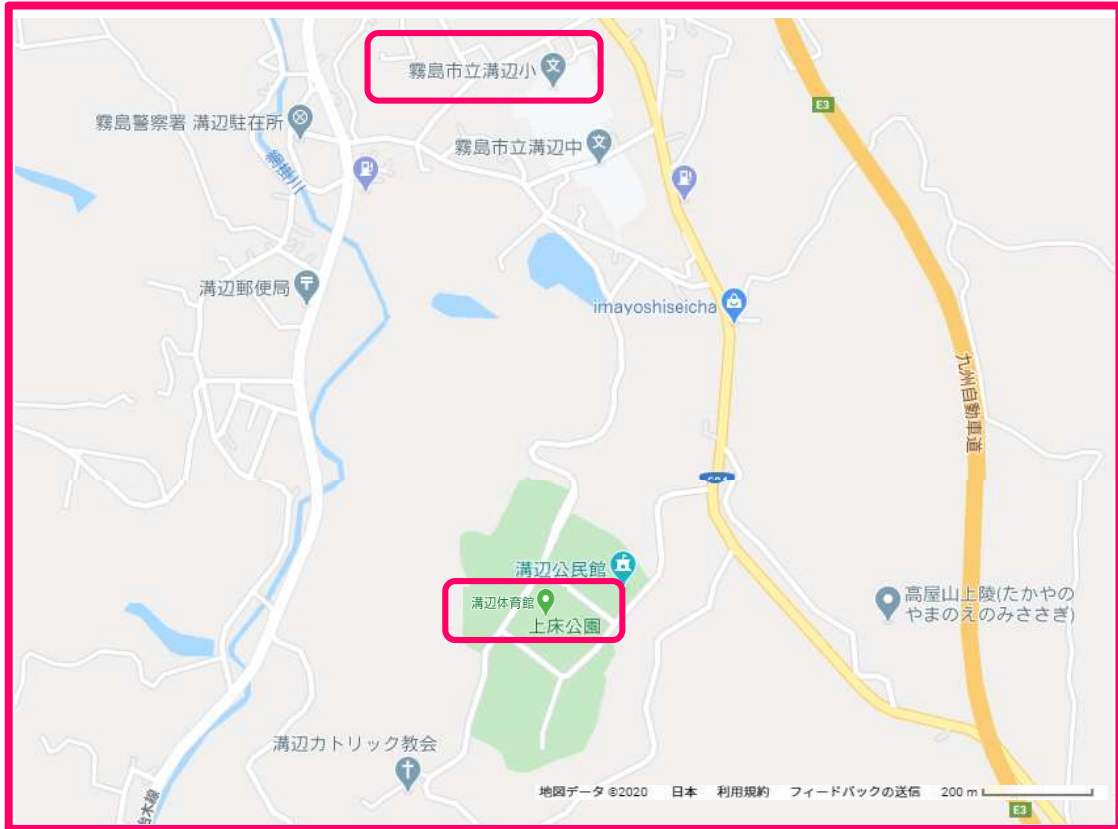 霧島市立溝辺小
E3
霧島警察署 溝辺駐在所
霧島市立溝辺中
溝辺郵便局
imayoshiseicha
九州自動車道
504
溝辺公民館
溝辺体育館
上床公園
高屋山上陵(たかやの
やまのえのみささぎ)
溝辺カトリック教会
地図データ ©2020 日本 利用規約 フィードバックの送信 200 m
E3